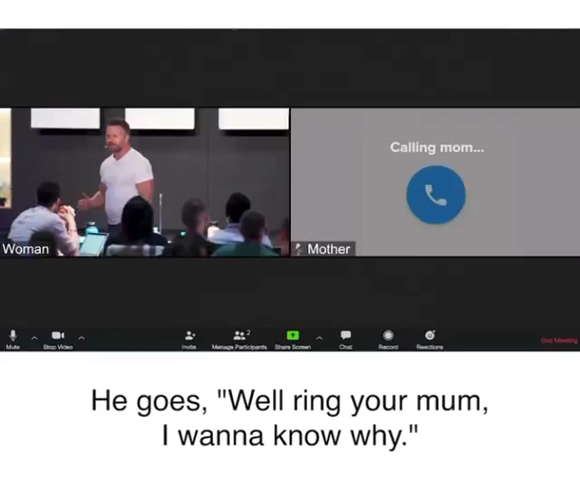 Calling mom...
Woman
Mother
Mute
Stop Video
Invite
Manage Participants
2
Share Screen
Chat
Record
Reactions
End Meeting
He goes, "Well ring your mum,
I wanna know why."